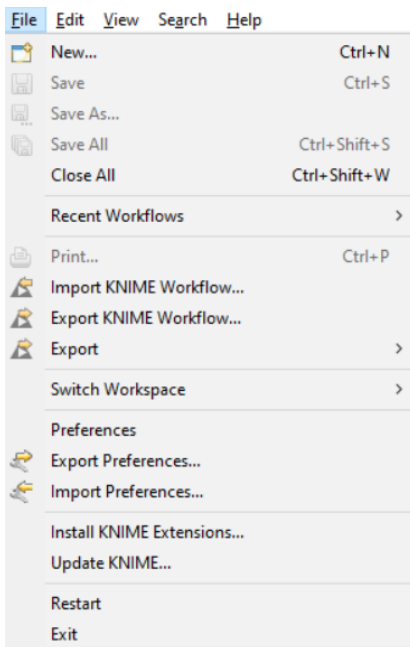 File Edit View Search Help
New... Ctrl+N
Save Ctrl+S
Save As...
Save All Ctrl+Shift+S
Close All Ctrl+Shift+W
Recent Workflows >
Print... Ctrl+P
Import KNIME Workflow...
Export KNIME Workflow...
Export >
Switch Workspace >
Preferences
Export Preferences...
Import Preferences...
Install KNIME Extensions...
Update KNIME...
Restart
Exit